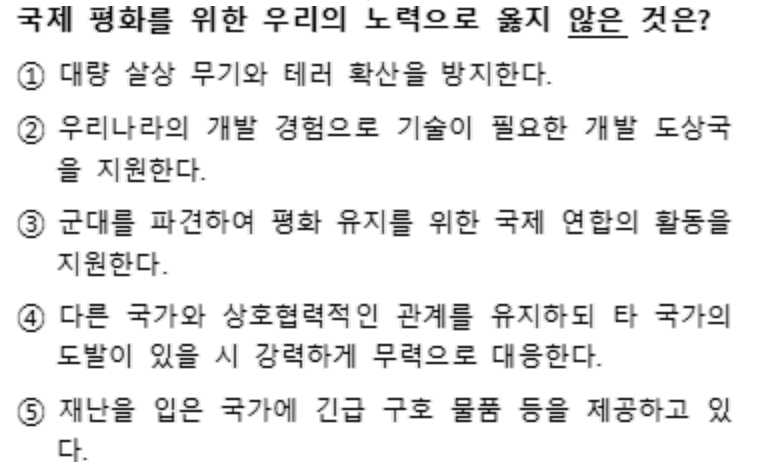 국제 평화를 위한 우리의 노력으로 옳지 않은 것은?
① 대량 살상 무기와 테러 확산을 방지한다.
② 우리나라의 개발 경험으로 기술이 필요한 개발 도상국
을 지원한다.
③ 군대를 파견하여 평화 유지를 위한 국제 연합의 활동을
지원한다.
④ 다른 국가와 상호협력적인 관계를 유지하되 타 국가의
도발이 있을 시 강력하게 무력으로 대응한다.
⑤ 재난을 입은 국가에 긴급 구호 물품 등을 제공하고 있
다.